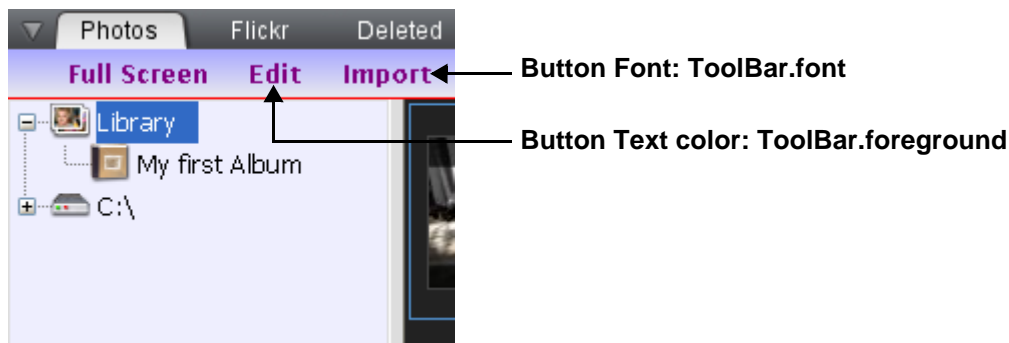 Photos Flickr Deleted
Full Screen Edit Import
Button Font: ToolBar.font
Library
Button Text color: ToolBar.foreground
My first Album
C:\